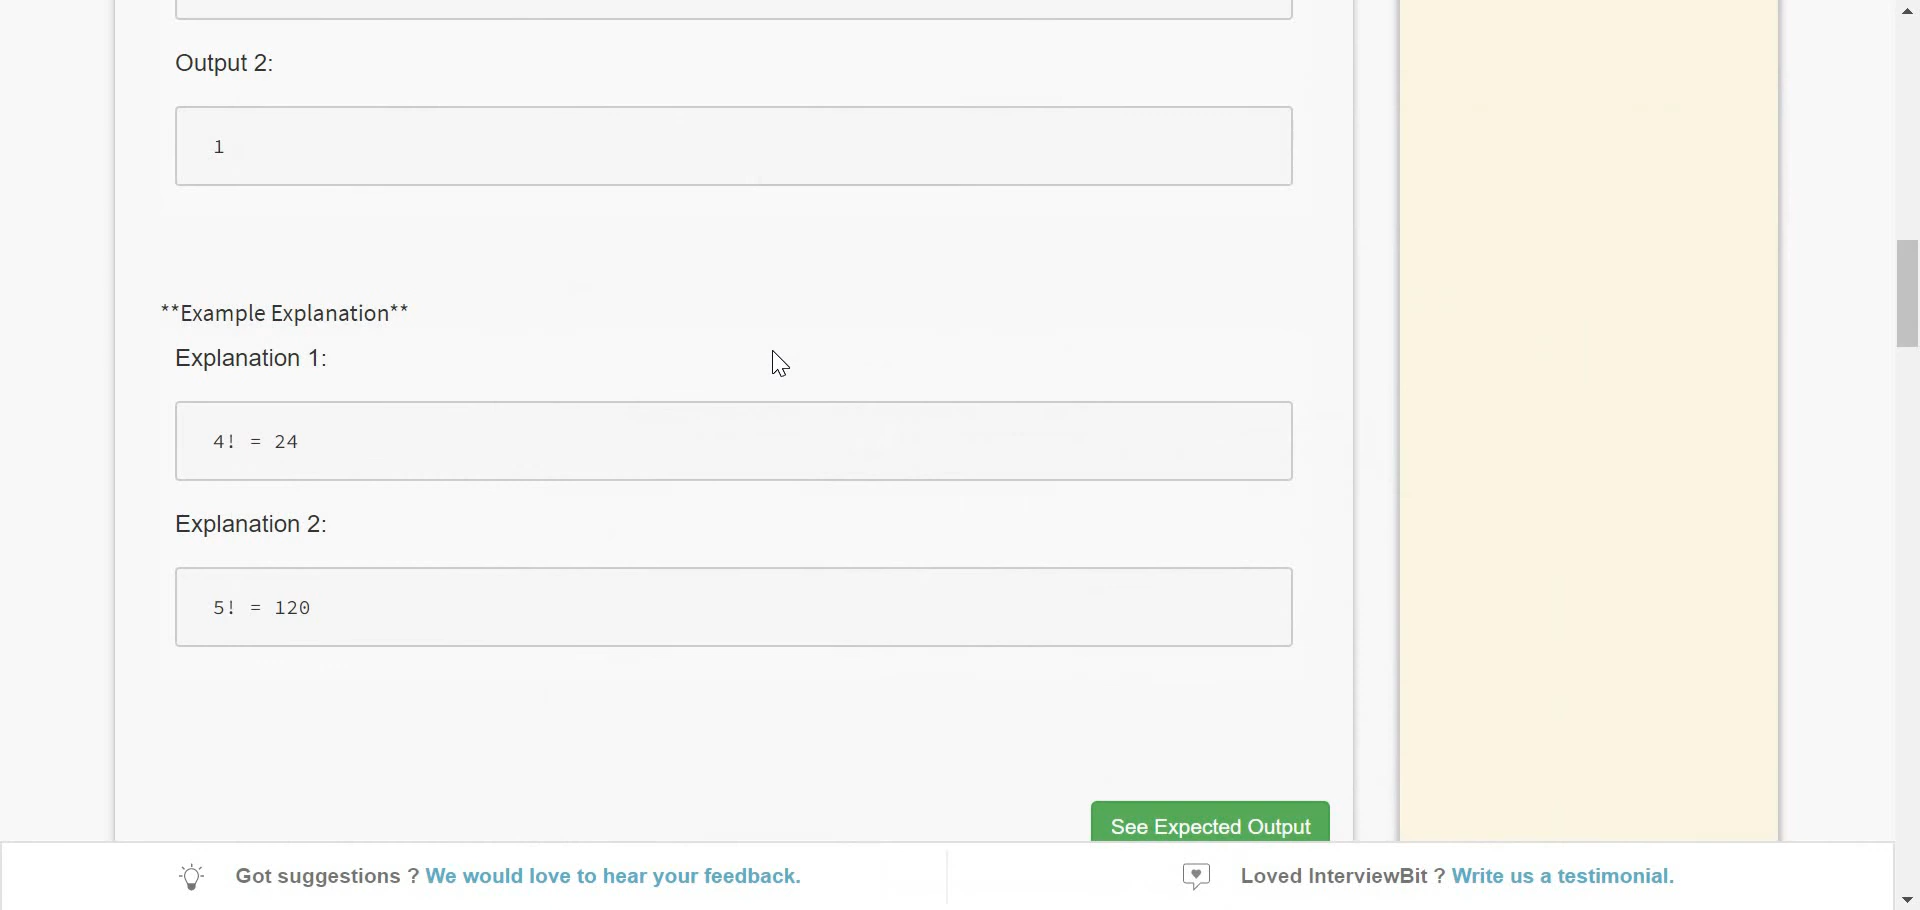 Output 2:
1
**Example Explanation**
Explanation 1:
4! = 24
Explanation 2:
5! = 120
See Expected Output
Got suggestions ? We would love to hear your feedback.
Loved InterviewBit ? Write us a testimonial.